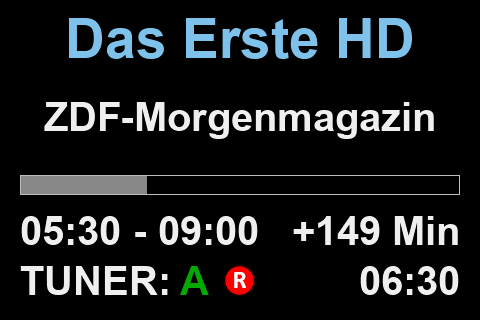 Das Erste HD
ZDF-Morgenmagazin
05:30 - 09:00 +149 Min
TUNER: A R 06:30